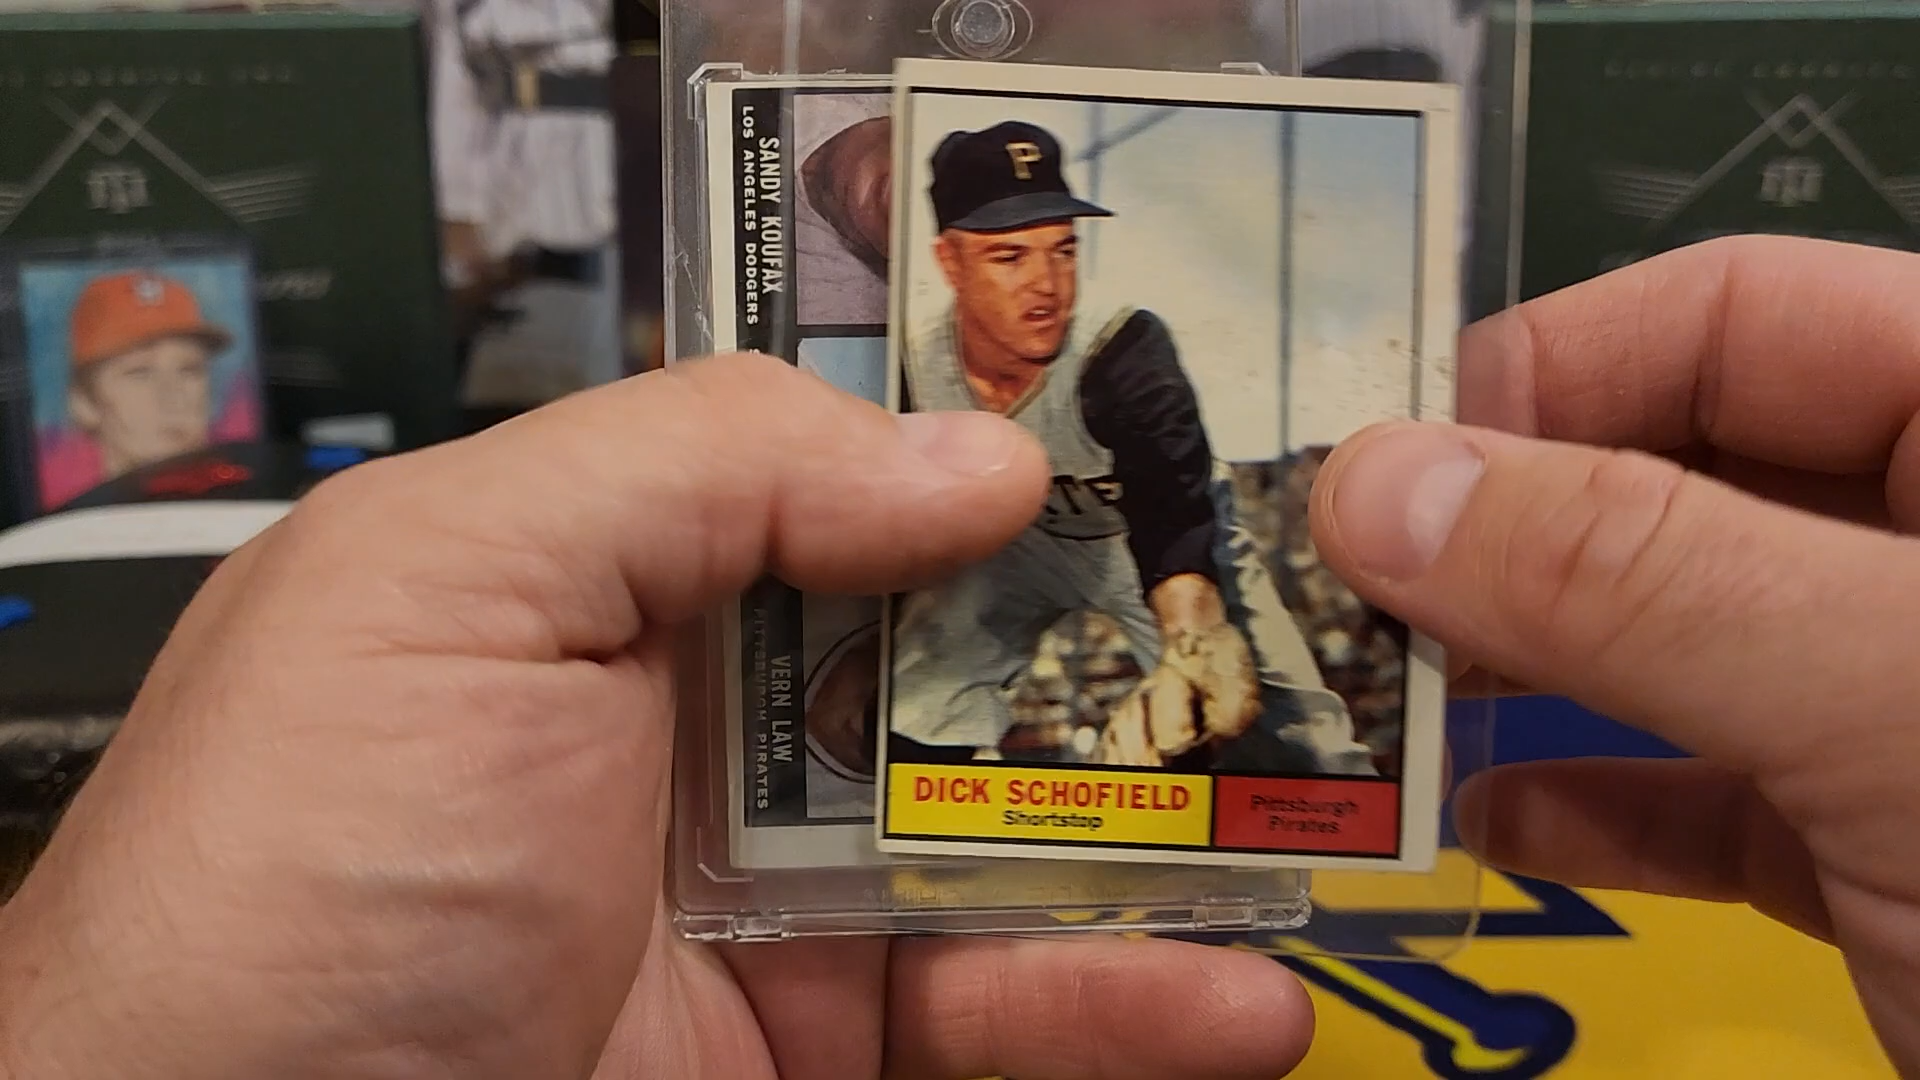 SANDY KOUFAX
LOS ANGELES DODGERS
VERN LAW
PITTSBURGH PIRATES
P
DICK SCHOFIELD
Shortstop
Pittsburgh
Pirates